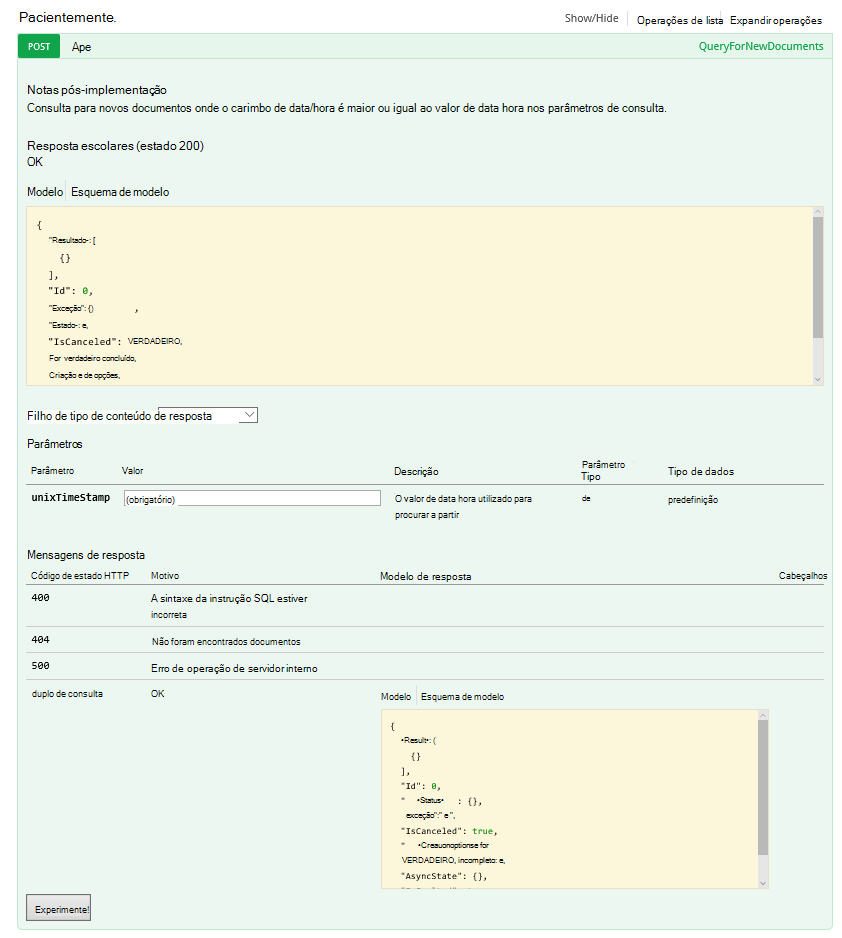 Pacientemente.
Show/Hide Operações de lista Expandir operações
POST Ape QueryForNewDocuments
Notas pós-implementação
Consulta para novos documentos onde o carimbo de data/hora é maior ou igual ao valor de data hora nos parâmetros de consulta.
Resposta escolares (estado 200)
OK
Modelo Esquema de modelo
{
"Resultado-: [
{}
],
"Id": 0,
"Exceção": {} ,
"Estado-: e,
"IsCanceled": VERDADEIRO,
For verdadeiro concluído,
Criação e de opções,
Filho de tipo de conteúdo de resposta
Parâmetros
Parâmetro Valor Descrição Parâmetro Tipo Tipo de dados
unixTimeStamp (obrigatório) O valor de data hora utilizado para de predefinição
procurar a partir
Mensagens de resposta
Código de estado HTTP Motivo Modelo de resposta Cabeçalhos
400 A sintaxe da instrução SQL estiver
incorreta
404 Não foram encontrados documentos
500 Erro de operação de servidor interno
duplo de consulta OK Modelo Esquema de modelo
{
•Result•: (
{}
],
"Id": 0,
" •Status• : {},
exceção":" e ",
"IsCanceled": true,
" •Creauonoptionse for
VERDADEIRO, incompleto: e,
"AsyncState": {},
Experimente!